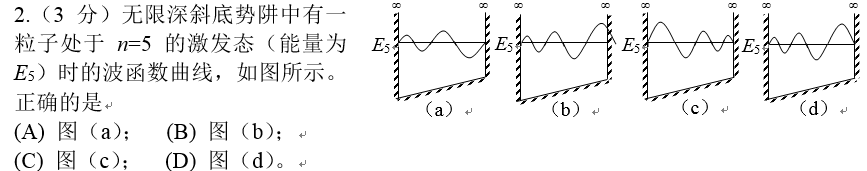 2.（3 分）无限深斜底势阱中有一
粒子处于 n=5 的激发态（能量为
E₅）时的波函数曲线，如图所示。
正确的是↵
(A) 图（a）； (B) 图（b）； ↵
(C) 图（c）； (D) 图（d）。↵
∞ ∞ ∞ ∞ ∞ ∞ ∞ ∞
E₅ E₅ E₅ E₅
（a） ↵ （b） ↵ （c） ↵ （d） ↵